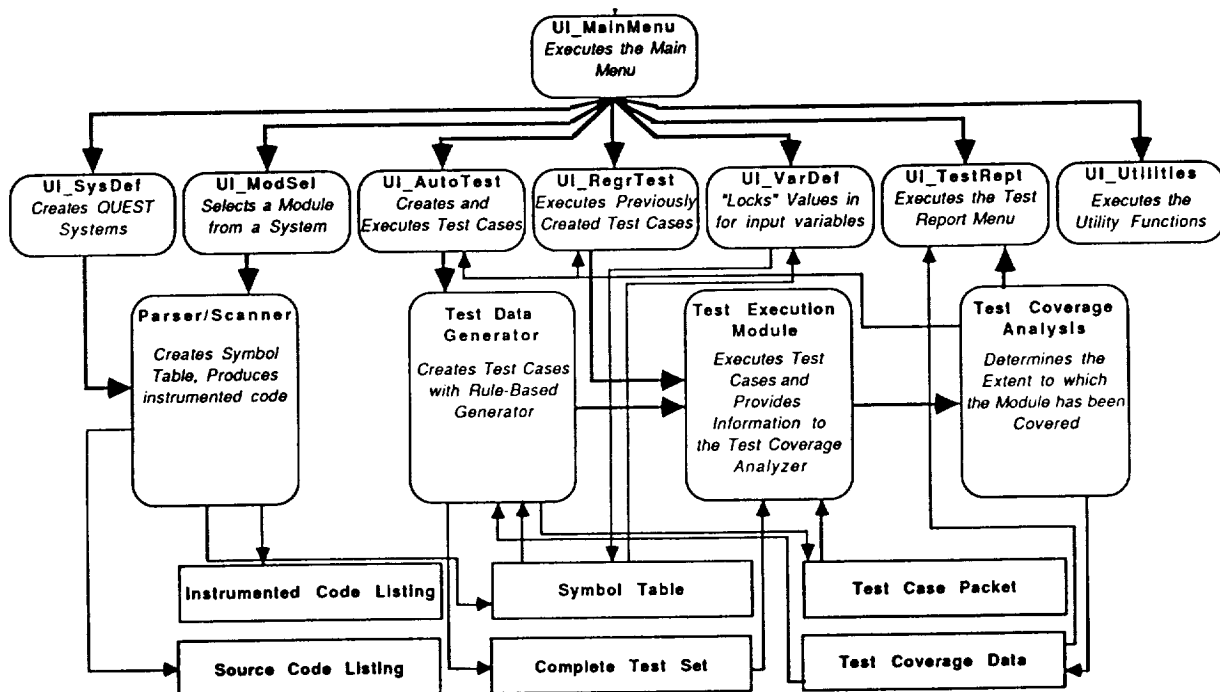 UI_MainMenu
Executes the Main
Menu
UI_SysDef
Creates QUEST
Systems
UI_ModSel
Selects a Module
from a System
UI_AutoTest
Creates and
Executes Test Cases
UI_RegrTest
Executes Previously
Created Test Cases
UI_VarDef
"Locks" Values in
for input variables
UI_TestRept
Executes the Test
Report Menu
UI_Utilities
Executes the
Utility Functions
Parser/Scanner
Creates Symbol
Table, Produces
instrumented code
Test Data
Generator
Creates Test Cases
with Rule-Based
Generator
Test Execution
Module
Executes Test
Cases and
Provides
Information to
the Test Coverage
Analyzer
Test Coverage
Analysis
Determines the
Extent to which
the Module has been
Covered
Instrumented Code Listing
Symbol Table
Test Case Packet
Source Code Listing
Complete Test Set
Test Coverage Data